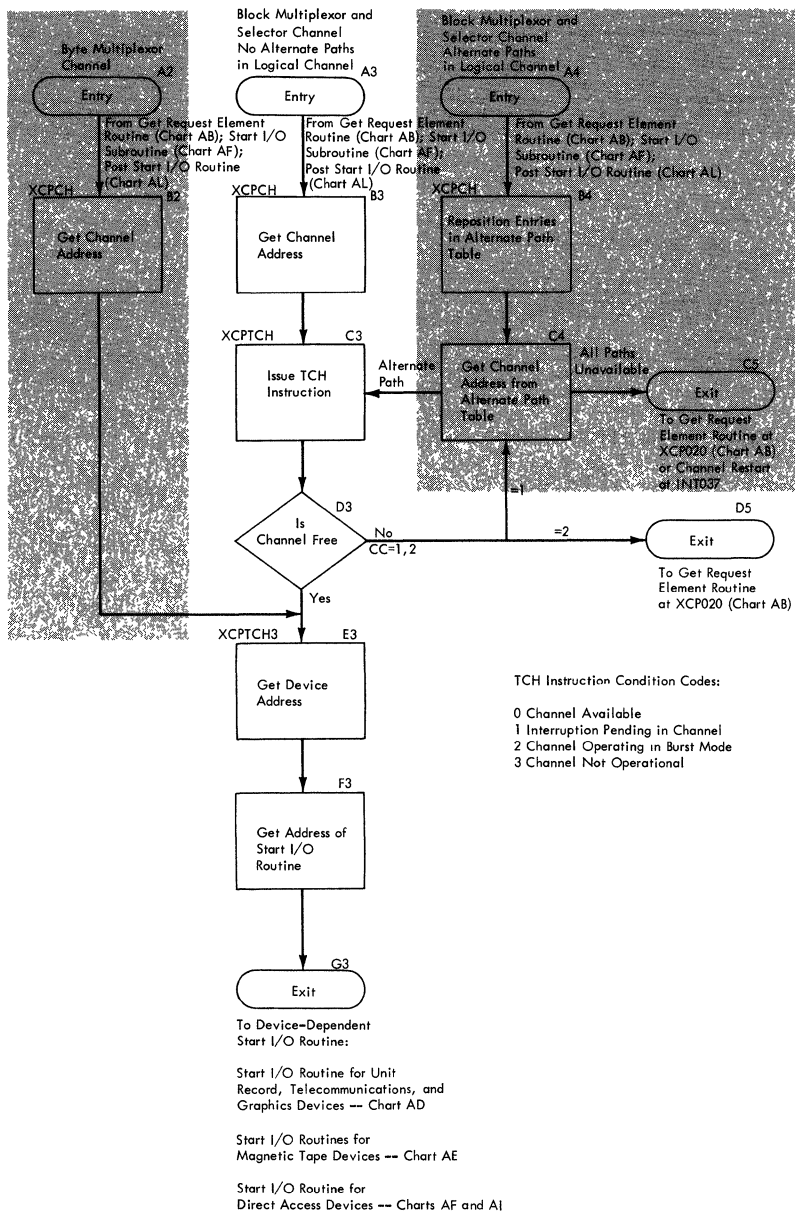 Byte Multiplexor
Channel
A2
Entry
From Get Request Element
Routine (Chart AB); Start I/O
Subroutine (Chart AF);
Post Start I/O Routine
(Chart AL)
XCPCH
B2
Get Channel
Address
Block Multiplexor and
Selector Channel
No Alternate Paths
in Logical Channel
A3
Entry
From Get Request Element
Routine (Chart AB); Start I/O
Subroutine (Chart AF);
Post Start I/O Routine
(Chart AL)
XCPCH
B3
Get Channel
Address
Block Multiplexor and
Selector Channel
Alternate Paths
in Logical Channel
A4
Entry
From Get Request Element
Routine (Chart AB); Start I/O
Subroutine (Chart AF);
Post Start I/O Routine (Chart AL)
XCPCH
B4
Reposition Entries
in Alternate Path
Table
XCPTCH
C3
Issue TCH
Instruction
Alternate
Path
C4
Get Channel
Address from
Alternate Path
Table
All Paths
Unavailable
C5
Exit
To Get Request
Element Routine at
XCP020 (Chart AB)
or Channel Restart
at INT037
D3
Is
Channel Free
No
CC=1,2
=1
=2
D5
Exit
To Get Request
Element Routine
at XCP020 (Chart AB)
Yes
XCPTCH3
E3
Get Device
Address
TCH Instruction Condition Codes:
0 Channel Available
1 Interruption Pending in Channel
2 Channel Operating in Burst Mode
3 Channel Not Operational
F3
Get Address of
Start I/O
Routine
G3
Exit
To Device-Dependent
Start I/O Routine:
Start I/O Routine for Unit
Record, Telecommunications, and
Graphics Devices -- Chart AD
Start I/O Routines for
Magnetic Tape Devices -- Chart AE
Start I/O Routine for
Direct Access Devices -- Charts AF and AI